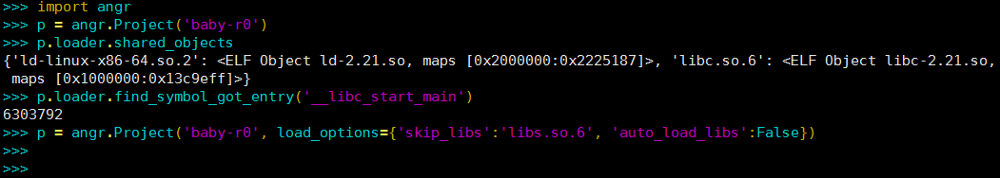 >>> import angr
>>> p = angr.Project('baby-r0')
>>> p.loader.shared_objects
{'ld-linux-x86-64.so.2': <ELF Object ld-2.21.so, maps [0x2000000:0x2225187]>, 'libc.so.6': <ELF Object libc-2.21.so,
 maps [0x1000000:0x13c9eff]>}
>>> p.loader.find_symbol_got_entry('__libc_start_main')
6303792
>>> p = angr.Project('baby-r0', load_options={'skip_libs':'libs.so.6', 'auto_load_libs':False})
>>>
>>>